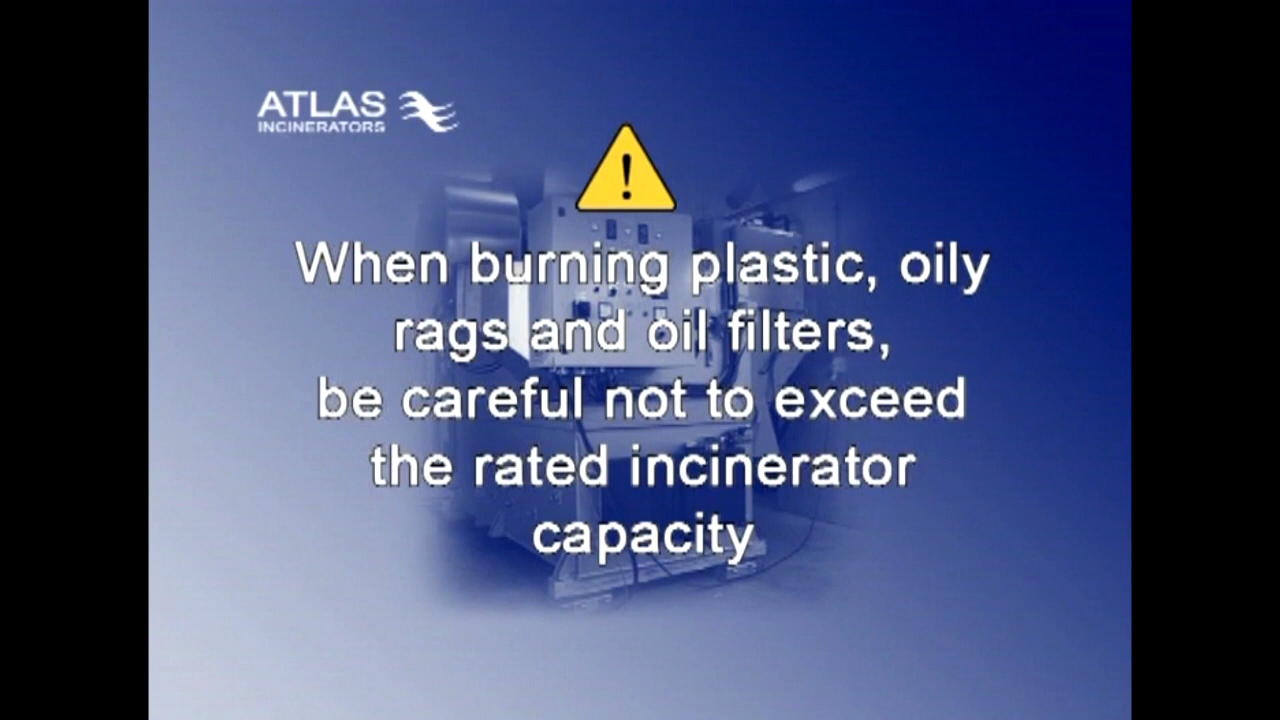 ATLAS
INCINERATORS
!
When burning plastic, oily
rags and oil filters,
be careful not to exceed
the rated incinerator
capacity